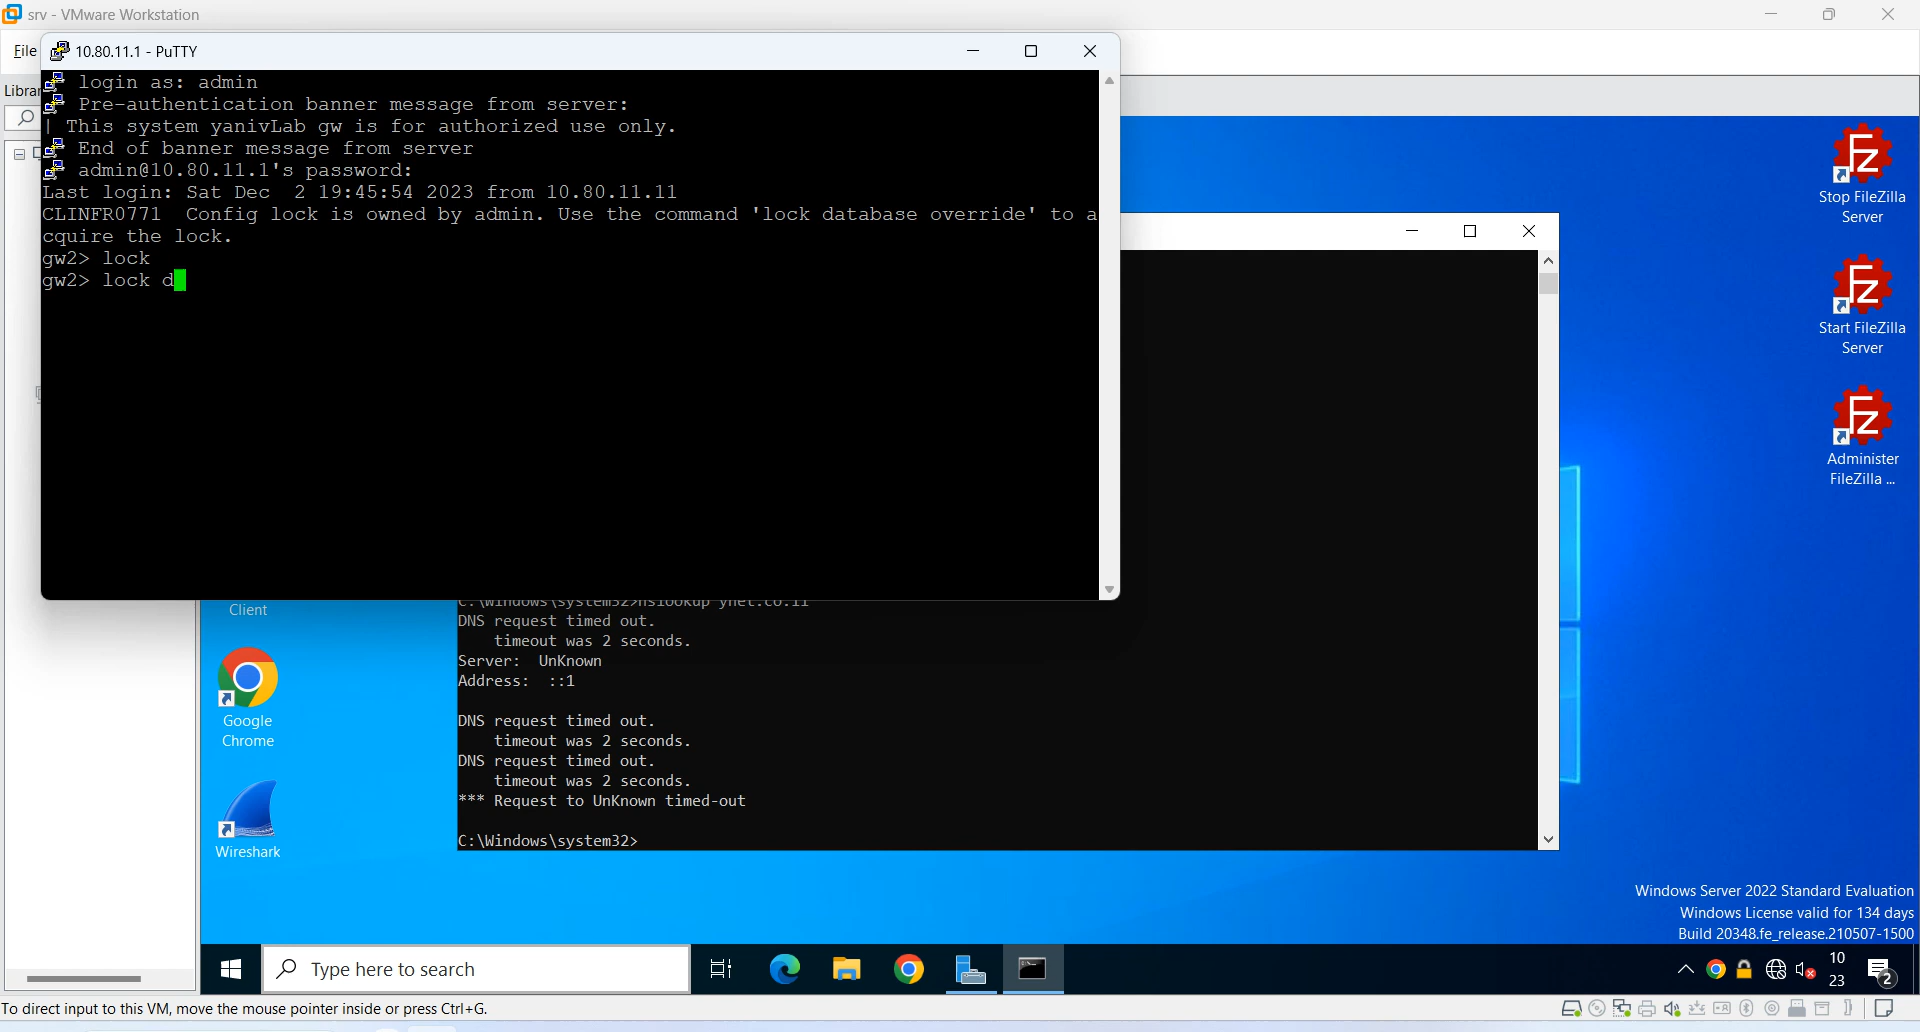 srv - VMware Workstation
File
10.80.11.1 - PuTTY
login as: admin
Pre-authentication banner message from server:
| This system yanivLab gw is for authorized use only.
End of banner message from server
admin@10.80.11.1's password:
Last login: Sat Dec  2 19:45:54 2023 from 10.80.11.11
CLINFR0771  Config lock is owned by admin. Use the command 'lock database override' to a
cquire the lock.
gw2> lock
gw2> lock d
Librar
Stop FileZilla
Server
Start FileZilla
Server
Administer
FileZilla ...
Client
Google
Chrome
Wireshark
C:\Windows\system32>nslookup ynet.co.il
DNS request timed out.
    timeout was 2 seconds.
Server:  UnKnown
Address:  ::1
DNS request timed out.
    timeout was 2 seconds.
DNS request timed out.
    timeout was 2 seconds.
*** Request to UnKnown timed-out
C:\Windows\system32>
Windows Server 2022 Standard Evaluation
Windows License valid for 134 days
Build 20348.fe_release.210507-1500
Type here to search
10
23
2
To direct input to this VM, move the mouse pointer inside or press Ctrl+G.